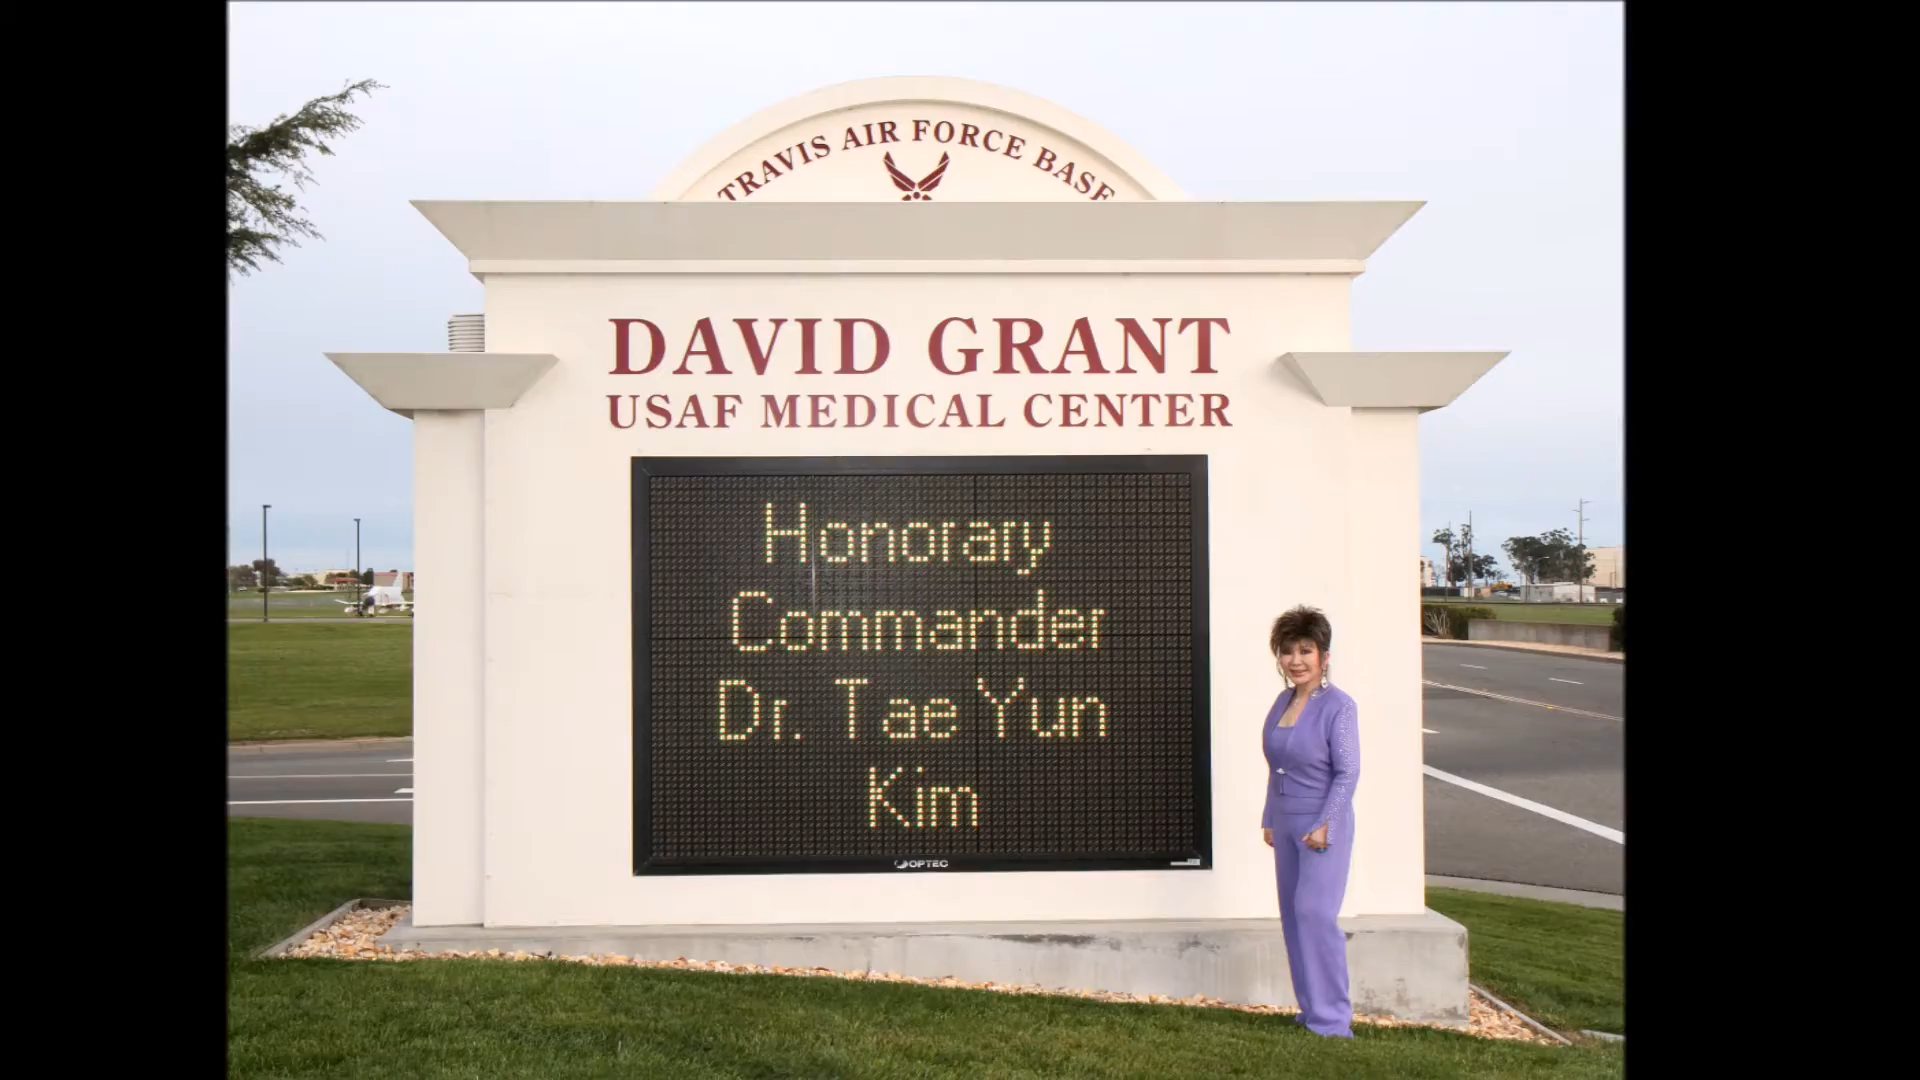 TRAVIS AIR FORCE BASE
DAVID GRANT
USAF MEDICAL CENTER
Honorary
Commander
Dr. Tae Yun
Kim
OPTEC